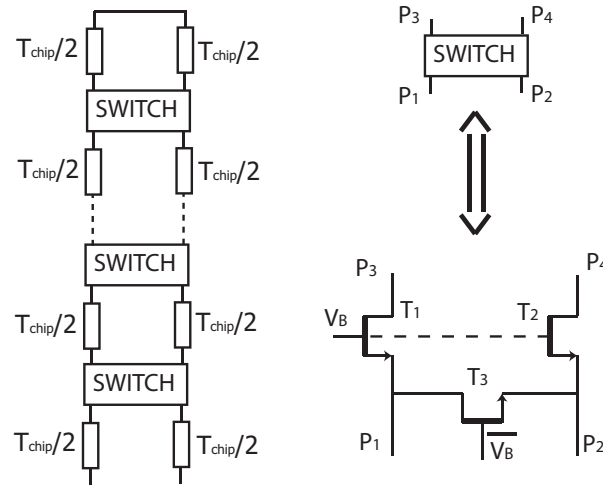 Tchip/2 Tchip/2
SWITCH
Tchip/2 Tchip/2
SWITCH
Tchip/2 Tchip/2
SWITCH
Tchip/2 Tchip/2
P3 P4
SWITCH
P1 P2
P3 P4
VB T1 T2
T3
P1 V̅B̅ P2